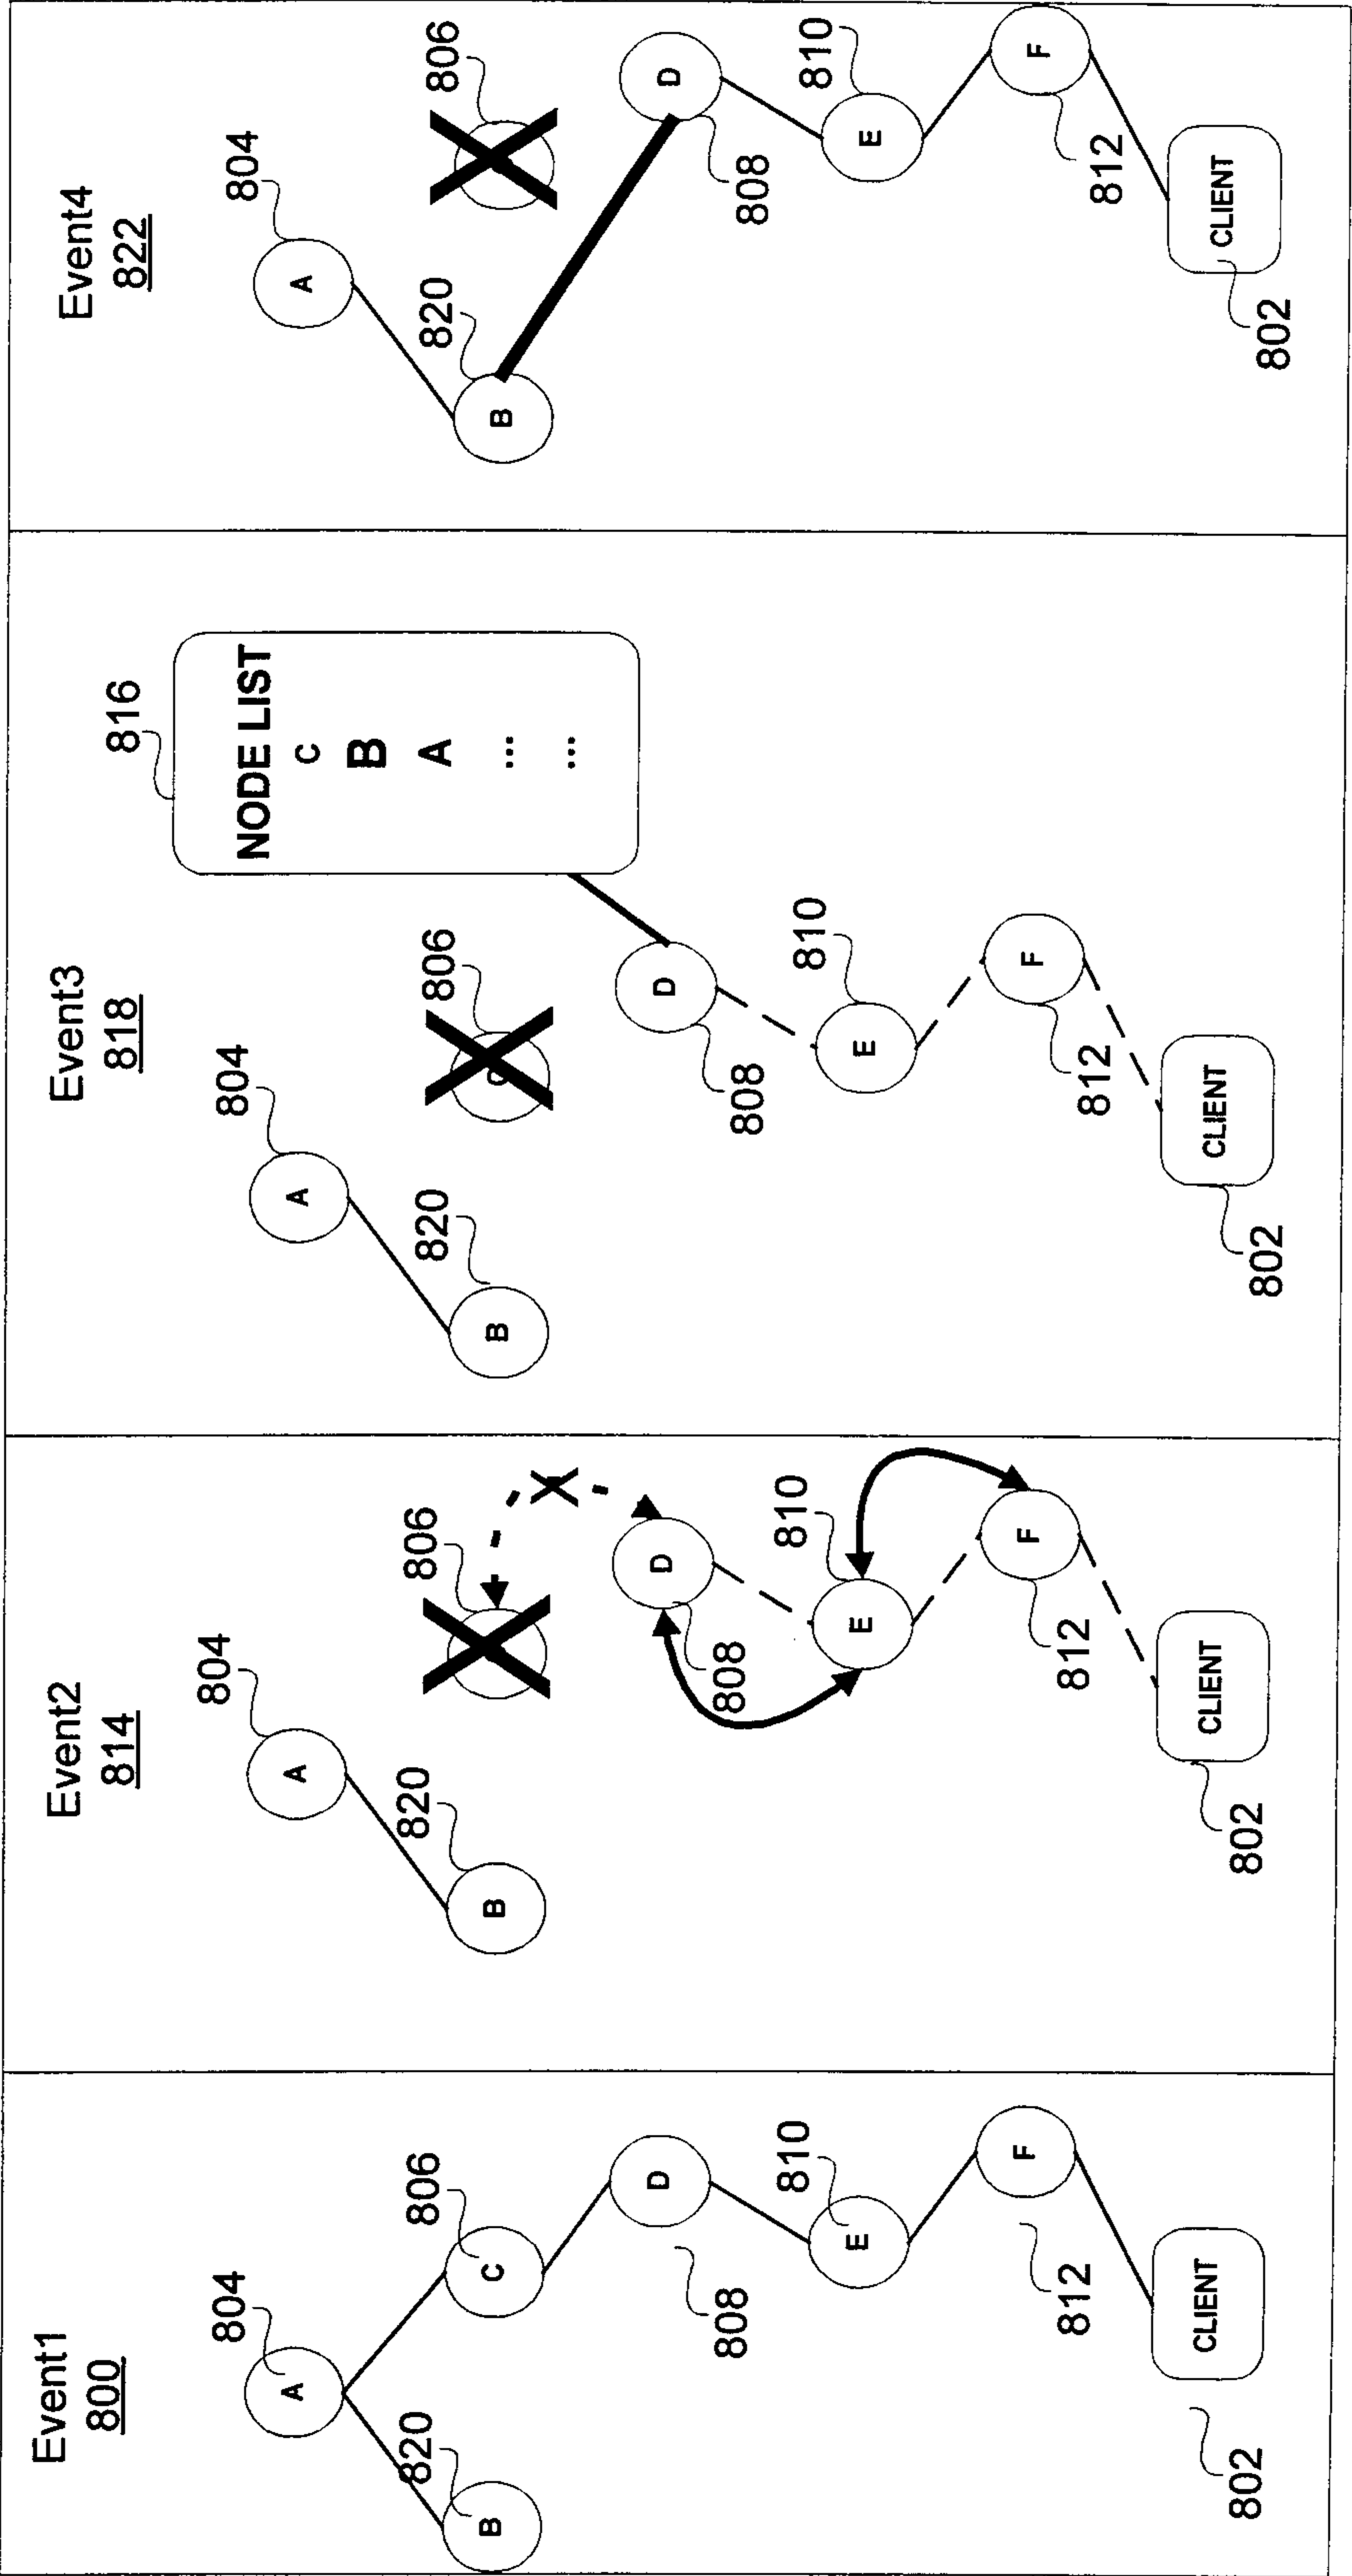 Event1
800
804
A
820
B
806
C
D
808
810
E
F
812
CLIENT
802
Event2
814
804
A
820
B
806
D
808
810
E
F
812
CLIENT
802
Event3
818
804
A
820
B
806
816
NODE LIST
C
B
A
...
...
D
808
810
E
F
812
CLIENT
802
Event4
822
804
A
820
B
806
D
808
810
E
F
812
CLIENT
802